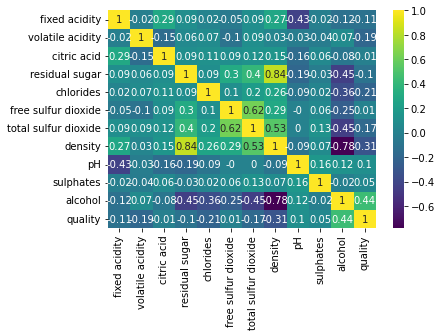 fixed acidity 1 -0.02 0.29 0.09 0.02 -0.05 0.09 0.27 -0.43 -0.02 -0.12 -0.11
volatile acidity -0.02 1 -0.15 0.06 0.07 -0.1 0.09 0.03 -0.03 -0.04 0.07 -0.19
citric acid 0.29 -0.15 1 0.09 0.11 0.09 0.12 0.15 -0.16 0.06 -0.08 -0.01
residual sugar 0.09 0.06 0.09 1 0.09 0.3 0.4 0.84 -0.19 -0.03 -0.45 -0.1
chlorides 0.02 0.07 0.11 0.09 1 0.1 0.2 0.26 -0.09 0.02 -0.36 -0.21
free sulfur dioxide -0.05 -0.1 0.09 0.3 0.1 1 0.62 0.29 -0 0.06 -0.25 0.01
total sulfur dioxide 0.09 0.09 0.12 0.4 0.2 0.62 1 0.53 0 0.13 -0.45 -0.17
density 0.27 0.03 0.15 0.84 0.26 0.29 0.53 1 -0.09 0.07 -0.78 -0.31
pH -0.43 -0.03 -0.16 -0.19 -0.09 -0 0 -0.09 1 0.16 0.12 0.1
sulphates -0.02 -0.04 0.06 -0.03 0.02 0.06 0.13 0.07 0.16 1 -0.02 0.05
alcohol -0.12 0.07 -0.08 -0.45 -0.36 -0.25 -0.45 -0.78 0.12 -0.02 1 0.44
quality -0.11 -0.19 -0.01 -0.1 -0.21 0.01 -0.17 -0.31 0.1 0.05 0.44 1
fixed acidity
volatile acidity
citric acid
residual sugar
chlorides
free sulfur dioxide
total sulfur dioxide
density
pH
sulphates
alcohol
quality
1.0
0.8
0.6
0.4
0.2
0.0
−0.2
−0.4
−0.6